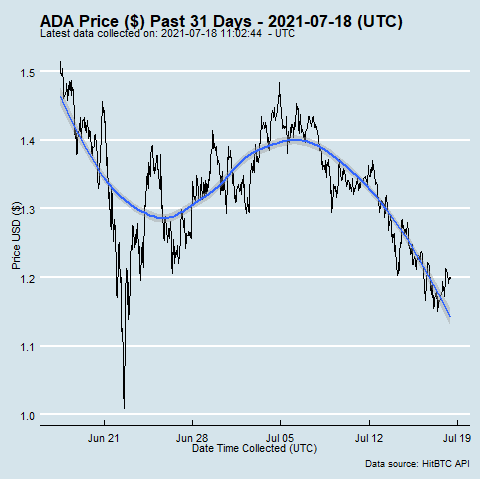 ADA Price ($) Past 31 Days - 2021-07-18 (UTC)
Latest data collected on: 2021-07-18 11:02:44  - UTC
1.5
1.4
1.3
1.2
1.1
1.0
Price USD ($)
Jun 21 Jun 28 Jul 05 Jul 12 Jul 19
Date Time Collected (UTC)
Data source: HitBTC API